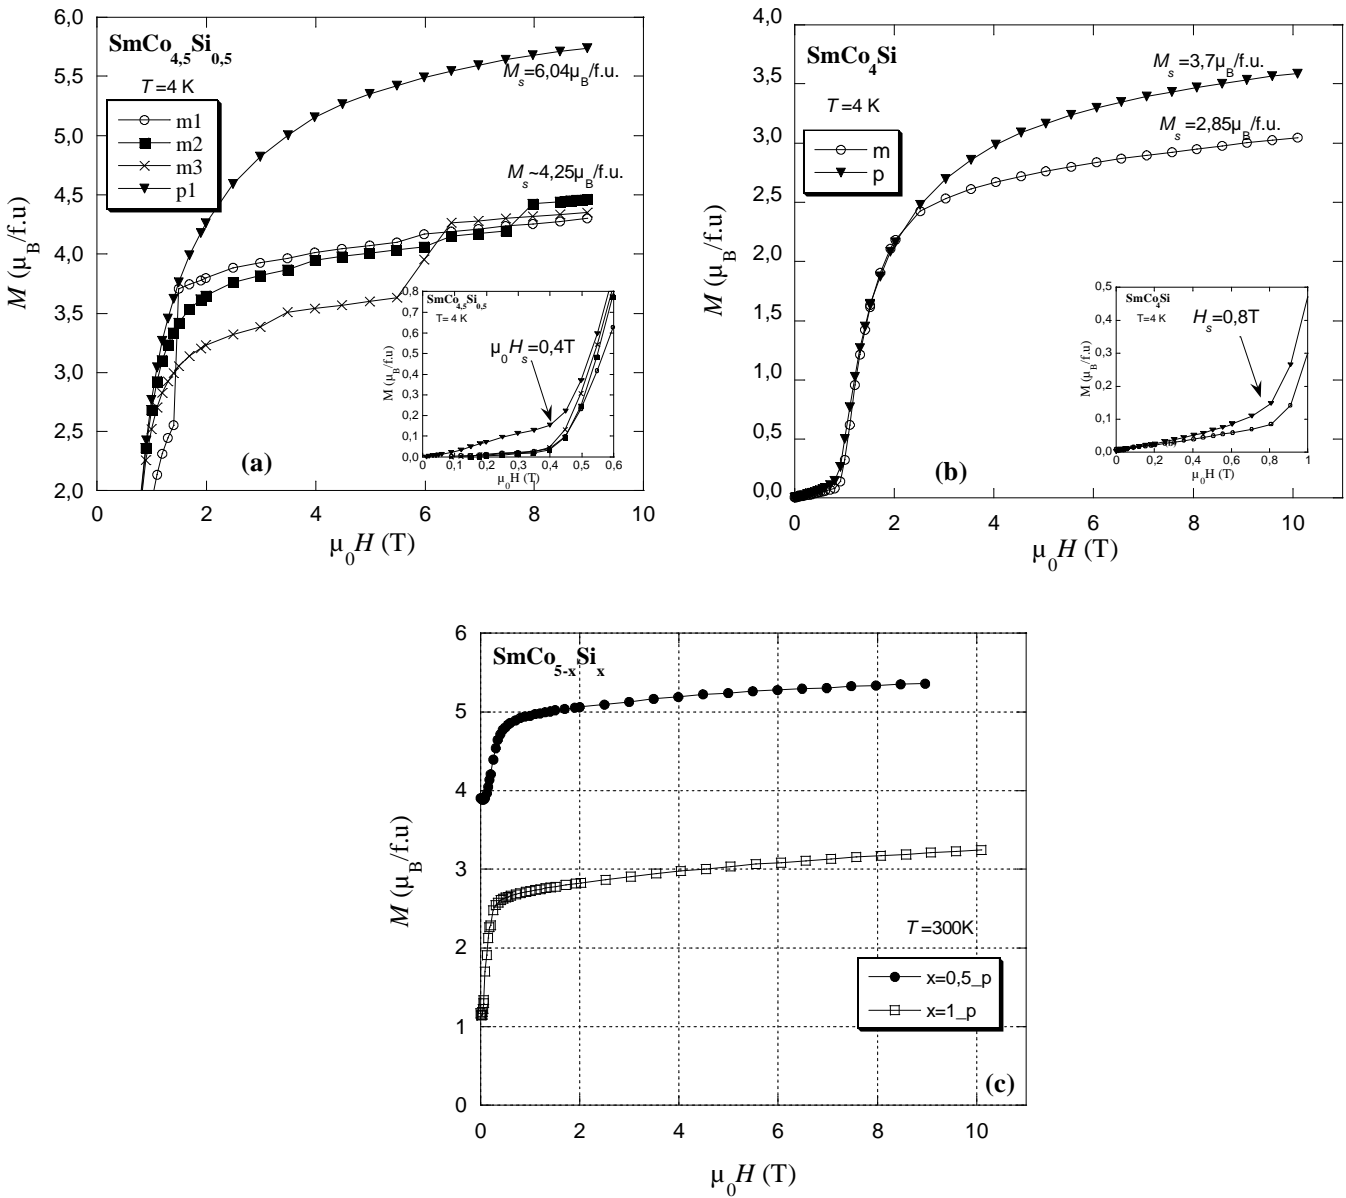 6,0
5,5
5,0
4,5
4,0
3,5
3,0
2,5
2,0
M (μB/f.u)
SmCo4,5Si0,5
T=4 K
m1
m2
m3
p1
Ms=6,04μB/f.u.
Ms~4,25μB/f.u.
(a)
0 2 4 6 8 10
μ0H (T)
0,8
0,7
0,6
0,5
0,4
0,3
0,2
0,1
0,0
M (μB/f.u)
SmCo4,5Si0,5
T= 4 K
μ0 Hs=0,4T
0 0,1 0,2 0,3 0,4 0,5 0,6
μ0H (T)
4,0
3,5
3,0
2,5
2,0
1,5
1,0
0,5
0,0
M (μB/f.u)
SmCo4Si
T=4 K
m
p
Ms=3,7μB/f.u.
Ms=2,85μB/f.u.
(b)
0 2 4 6 8 10
μ0H (T)
0,5
0,4
0,3
0,2
0,1
0
M (μB/f.u)
SmCo4Si
T=4 K
Hs=0,8T
0 0,2 0,4 0,6 0,8 1
μ0H (T)
6
5
4
3
2
1
0
M (μB/f.u)
SmCo5-xSix
T=300K
x=0,5_p
x=1_p
(c)
0 2 4 6 8 10
μ0H (T)